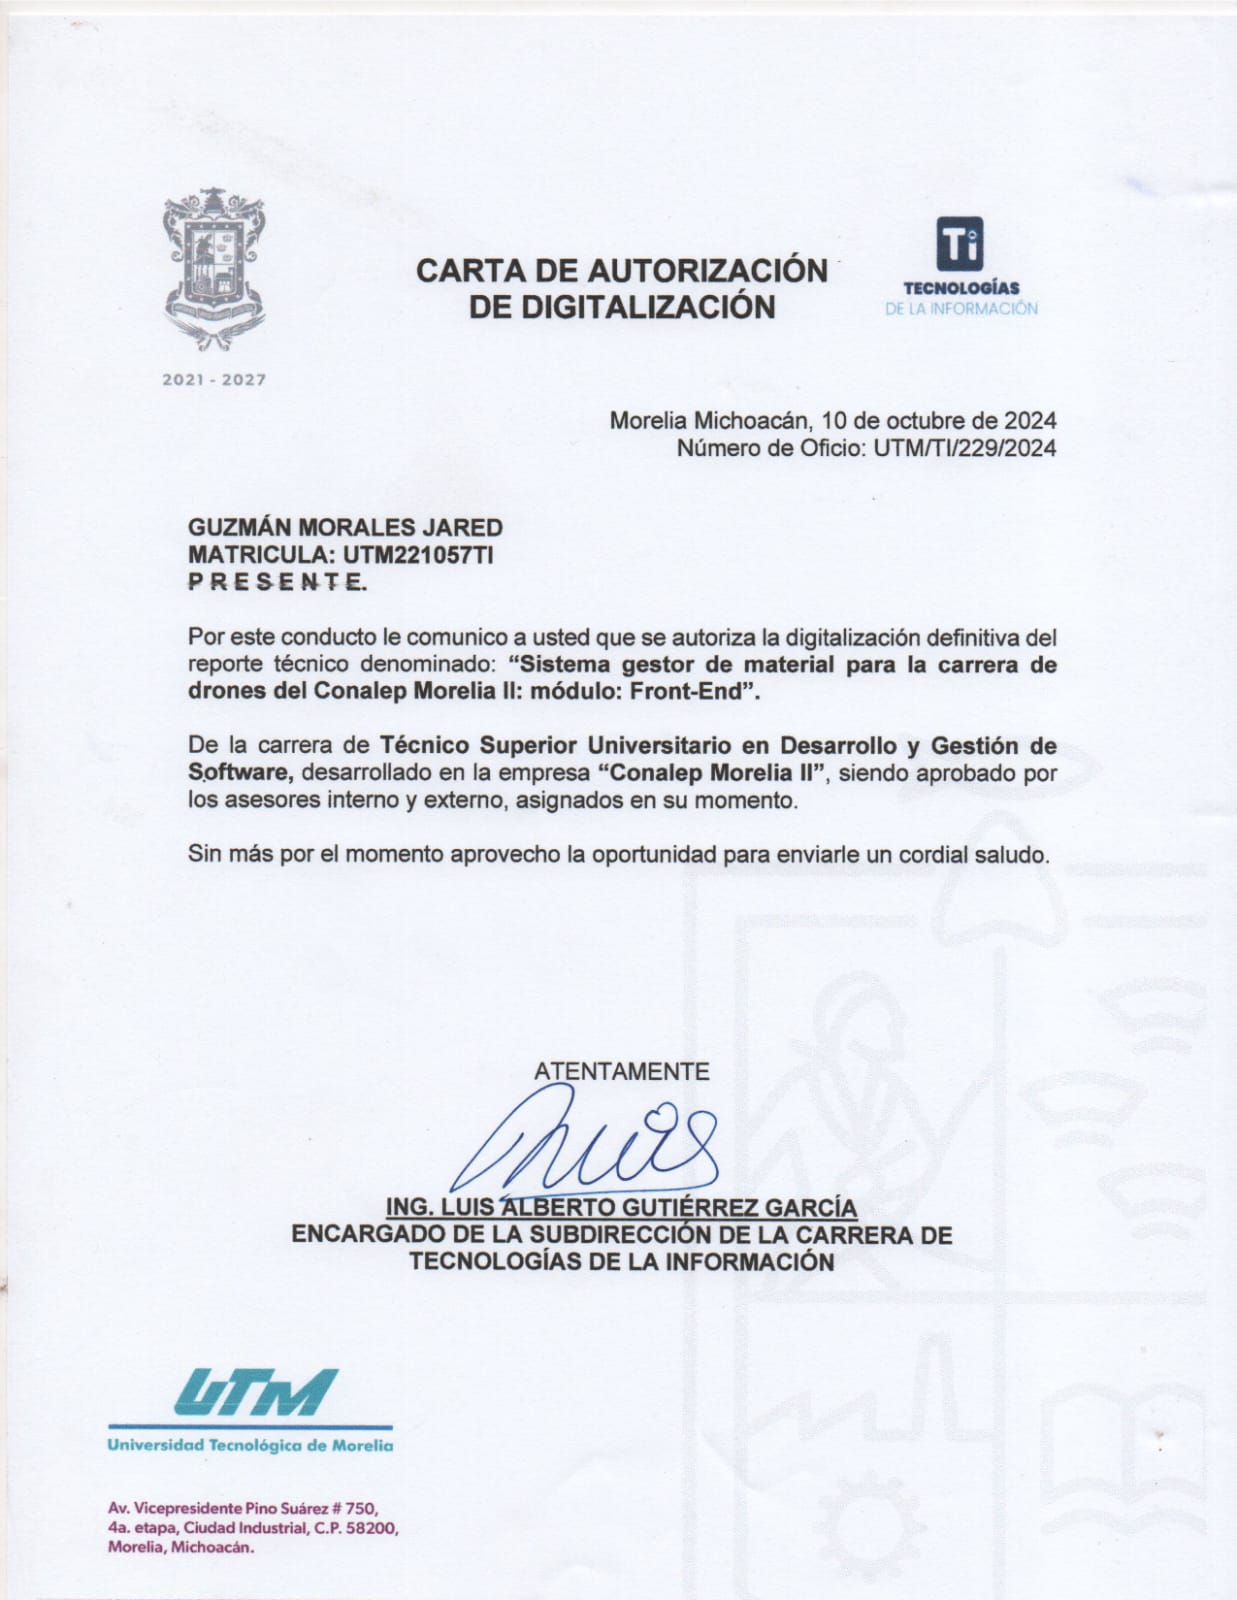 CARTA DE AUTORIZACIÓN
DE DIGITALIZACIÓN
Ti
TECNOLOGÍAS
DE LA INFORMACIÓN
2021 - 2027
Morelia Michoacán, 10 de octubre de 2024
Número de Oficio: UTM/TI/229/2024
GUZMÁN MORALES JARED
MATRICULA: UTM221057TI
P R E S E N T E.
Por este conducto le comunico a usted que se autoriza la digitalización definitiva del
reporte técnico denominado: “Sistema gestor de material para la carrera de
drones del Conalep Morelia II: módulo: Front-End”.
De la carrera de Técnico Superior Universitario en Desarrollo y Gestión de
Software, desarrollado en la empresa “Conalep Morelia II”, siendo aprobado por
los asesores interno y externo, asignados en su momento.
Sin más por el momento aprovecho la oportunidad para enviarle un cordial saludo.
ATENTAMENTE
ING. LUIS ALBERTO GUTIÉRREZ GARCÍA
ENCARGADO DE LA SUBDIRECCIÓN DE LA CARRERA DE
TECNOLOGÍAS DE LA INFORMACIÓN
UTM
Universidad Tecnológica de Morelia
Av. Vicepresidente Pino Suárez # 750,
4a. etapa, Ciudad Industrial, C.P. 58200,
Morelia, Michoacán.